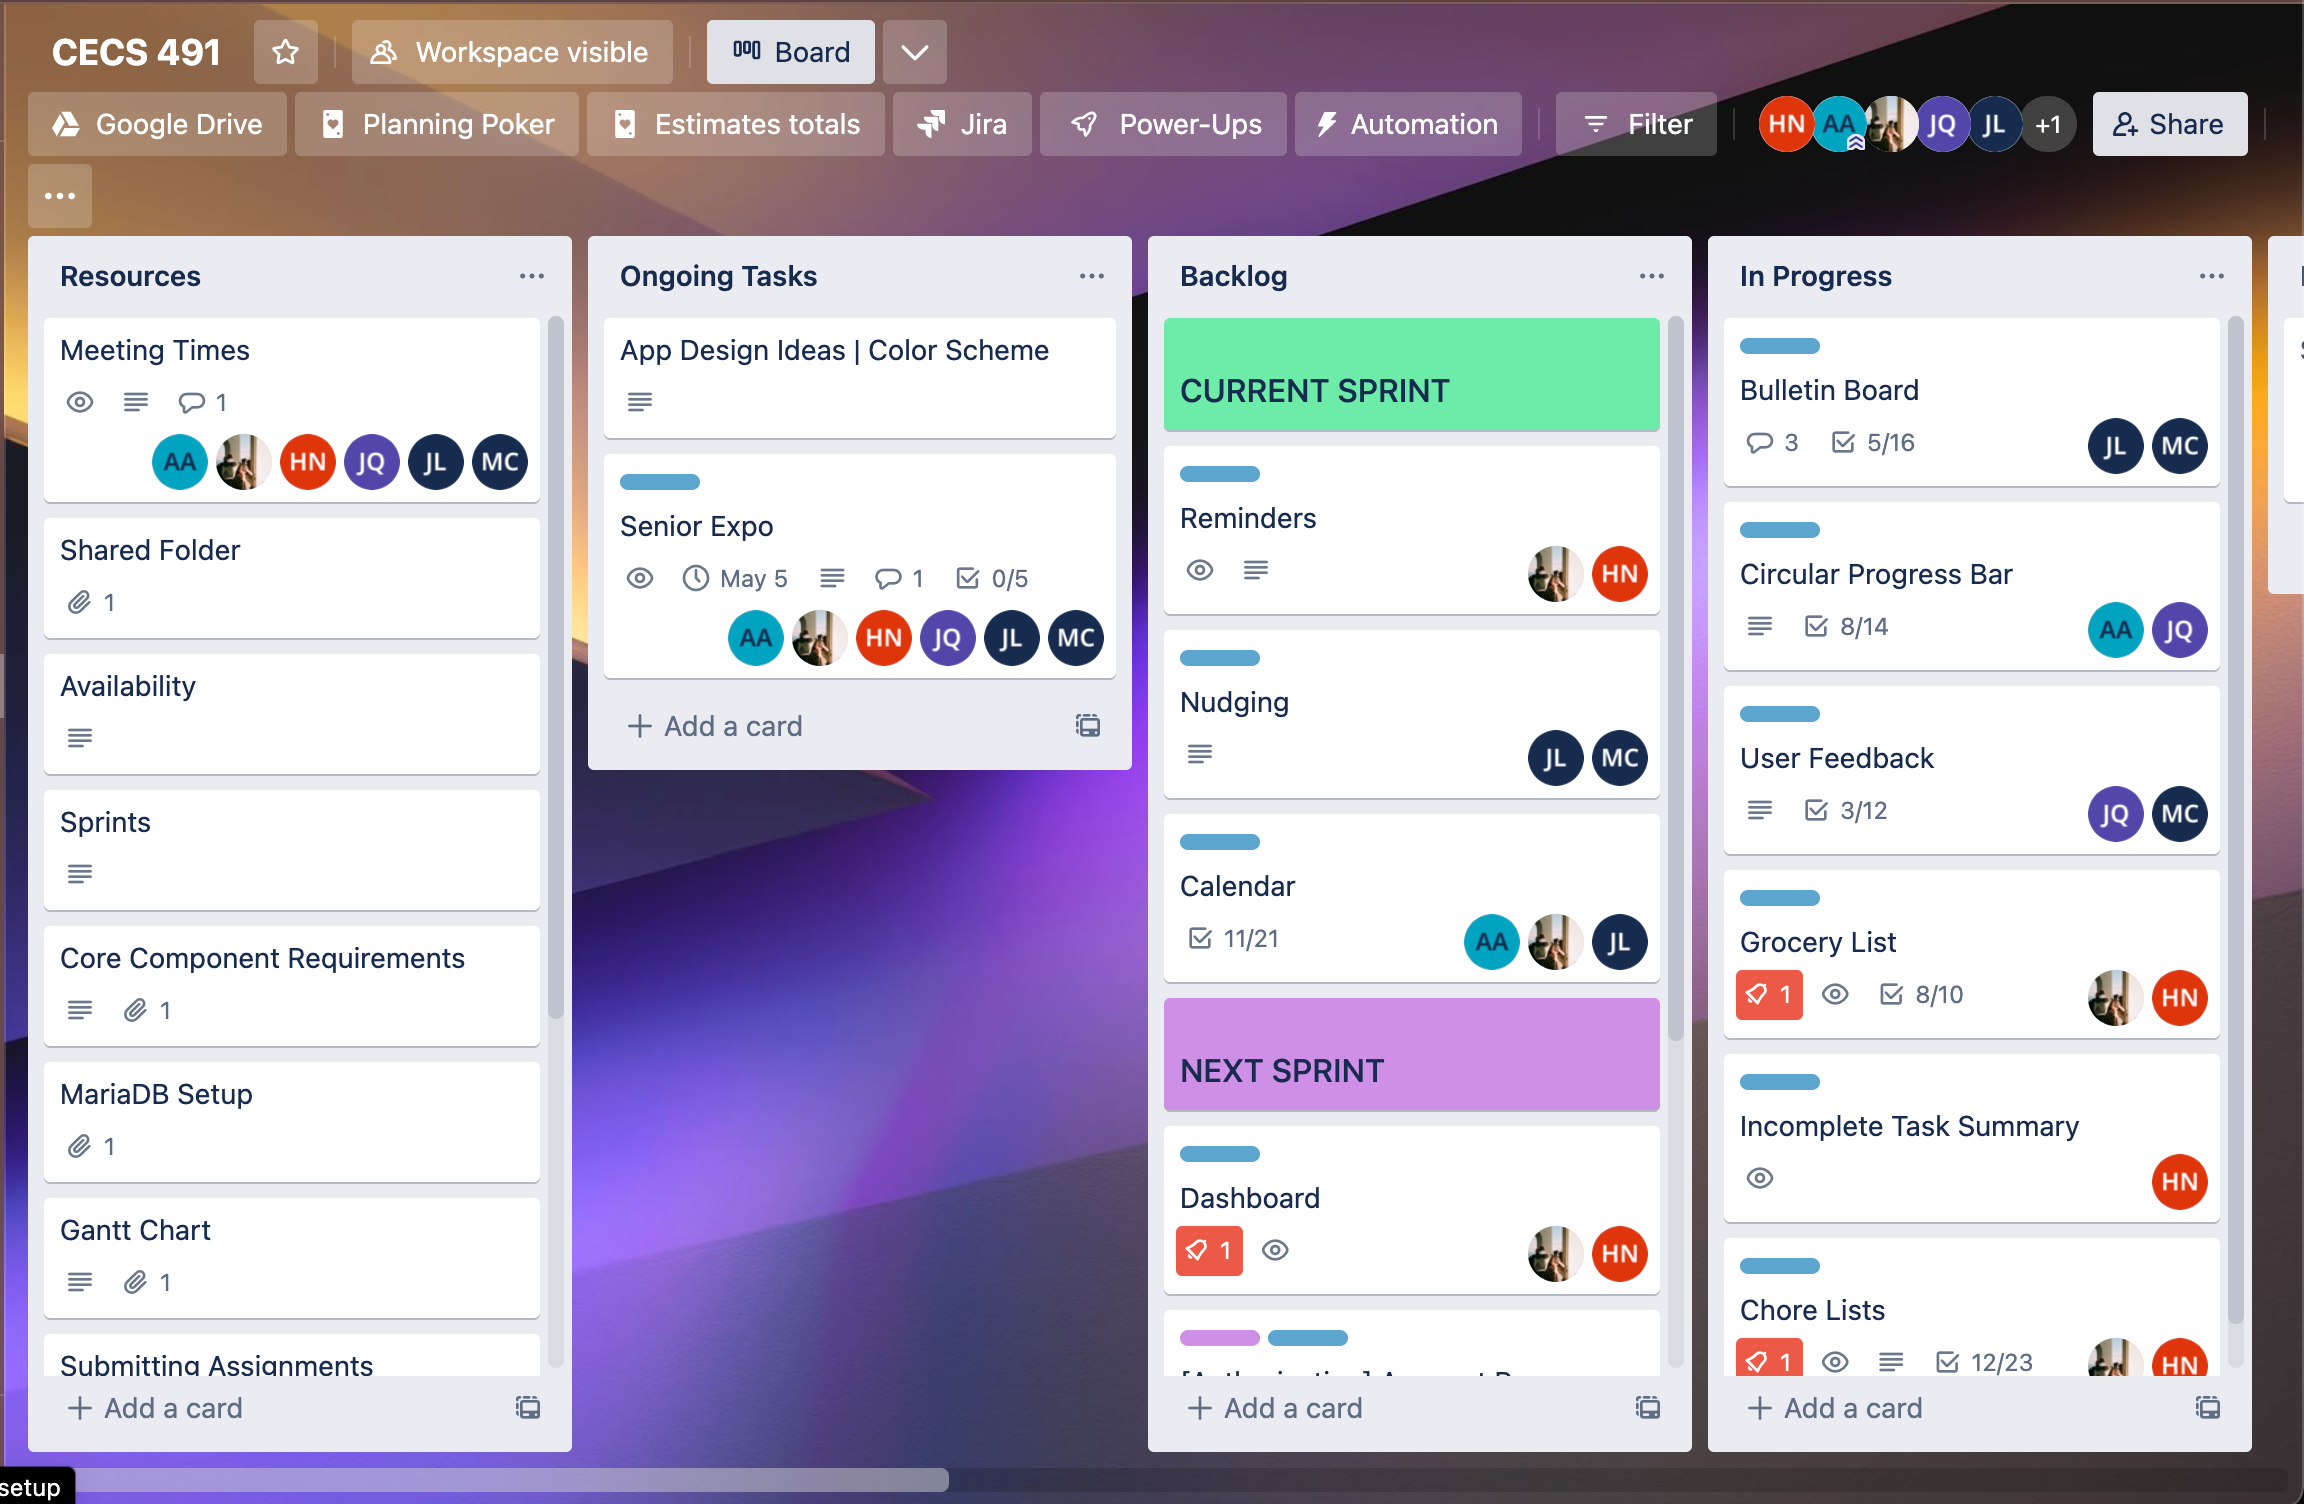 CECS 491
Workspace visible
Board
Google Drive
Planning Poker
Estimates totals
Jira
Power-Ups
Automation
Filter
HN AA JQ JL +1
Share
Resources
Meeting Times
1
AA HN JQ JL MC
Shared Folder
1
Availability
Sprints
Core Component Requirements
1
MariaDB Setup
1
Gantt Chart
1
Submitting Assignments
Add a card
Ongoing Tasks
App Design Ideas | Color Scheme
Senior Expo
May 5 1 0/5
AA HN JQ JL MC
Add a card
Backlog
CURRENT SPRINT
Reminders
HN
Nudging
JL MC
Calendar
11/21 AA JL
NEXT SPRINT
Dashboard
1 HN
Add a card
In Progress
Bulletin Board
3 5/16 JL MC
Circular Progress Bar
8/14 AA JQ
User Feedback
3/12 JQ MC
Grocery List
1 8/10 HN
Incomplete Task Summary
HN
Chore Lists
1 12/23 HN
Add a card
setup